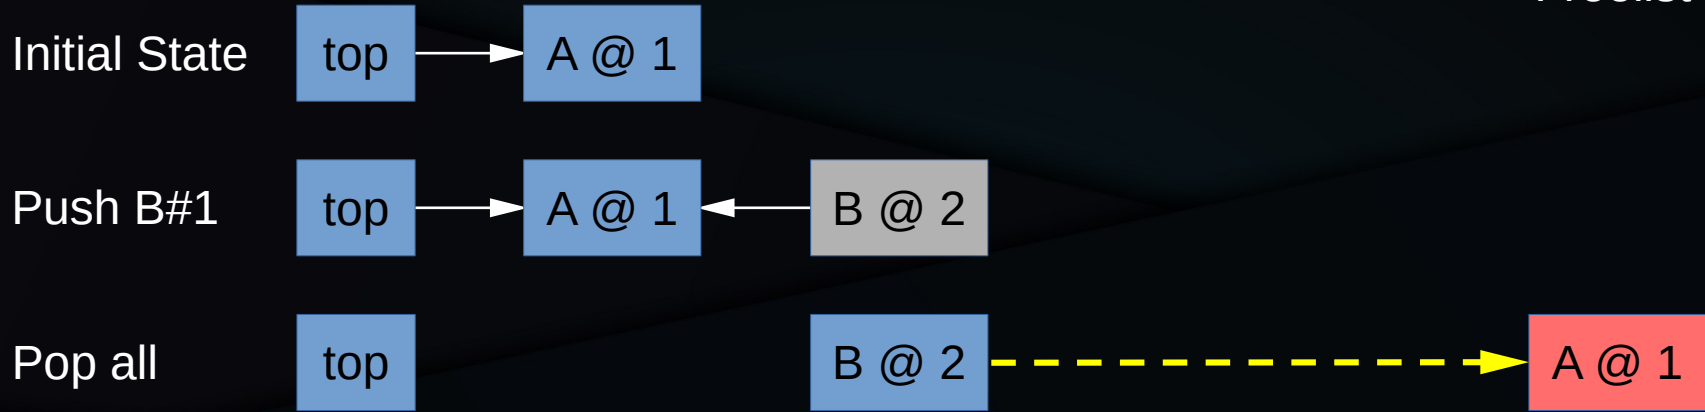 Initial State top A @ 1
Push B#1 top A @ 1 B @ 2
Pop all top B @ 2 A @ 1